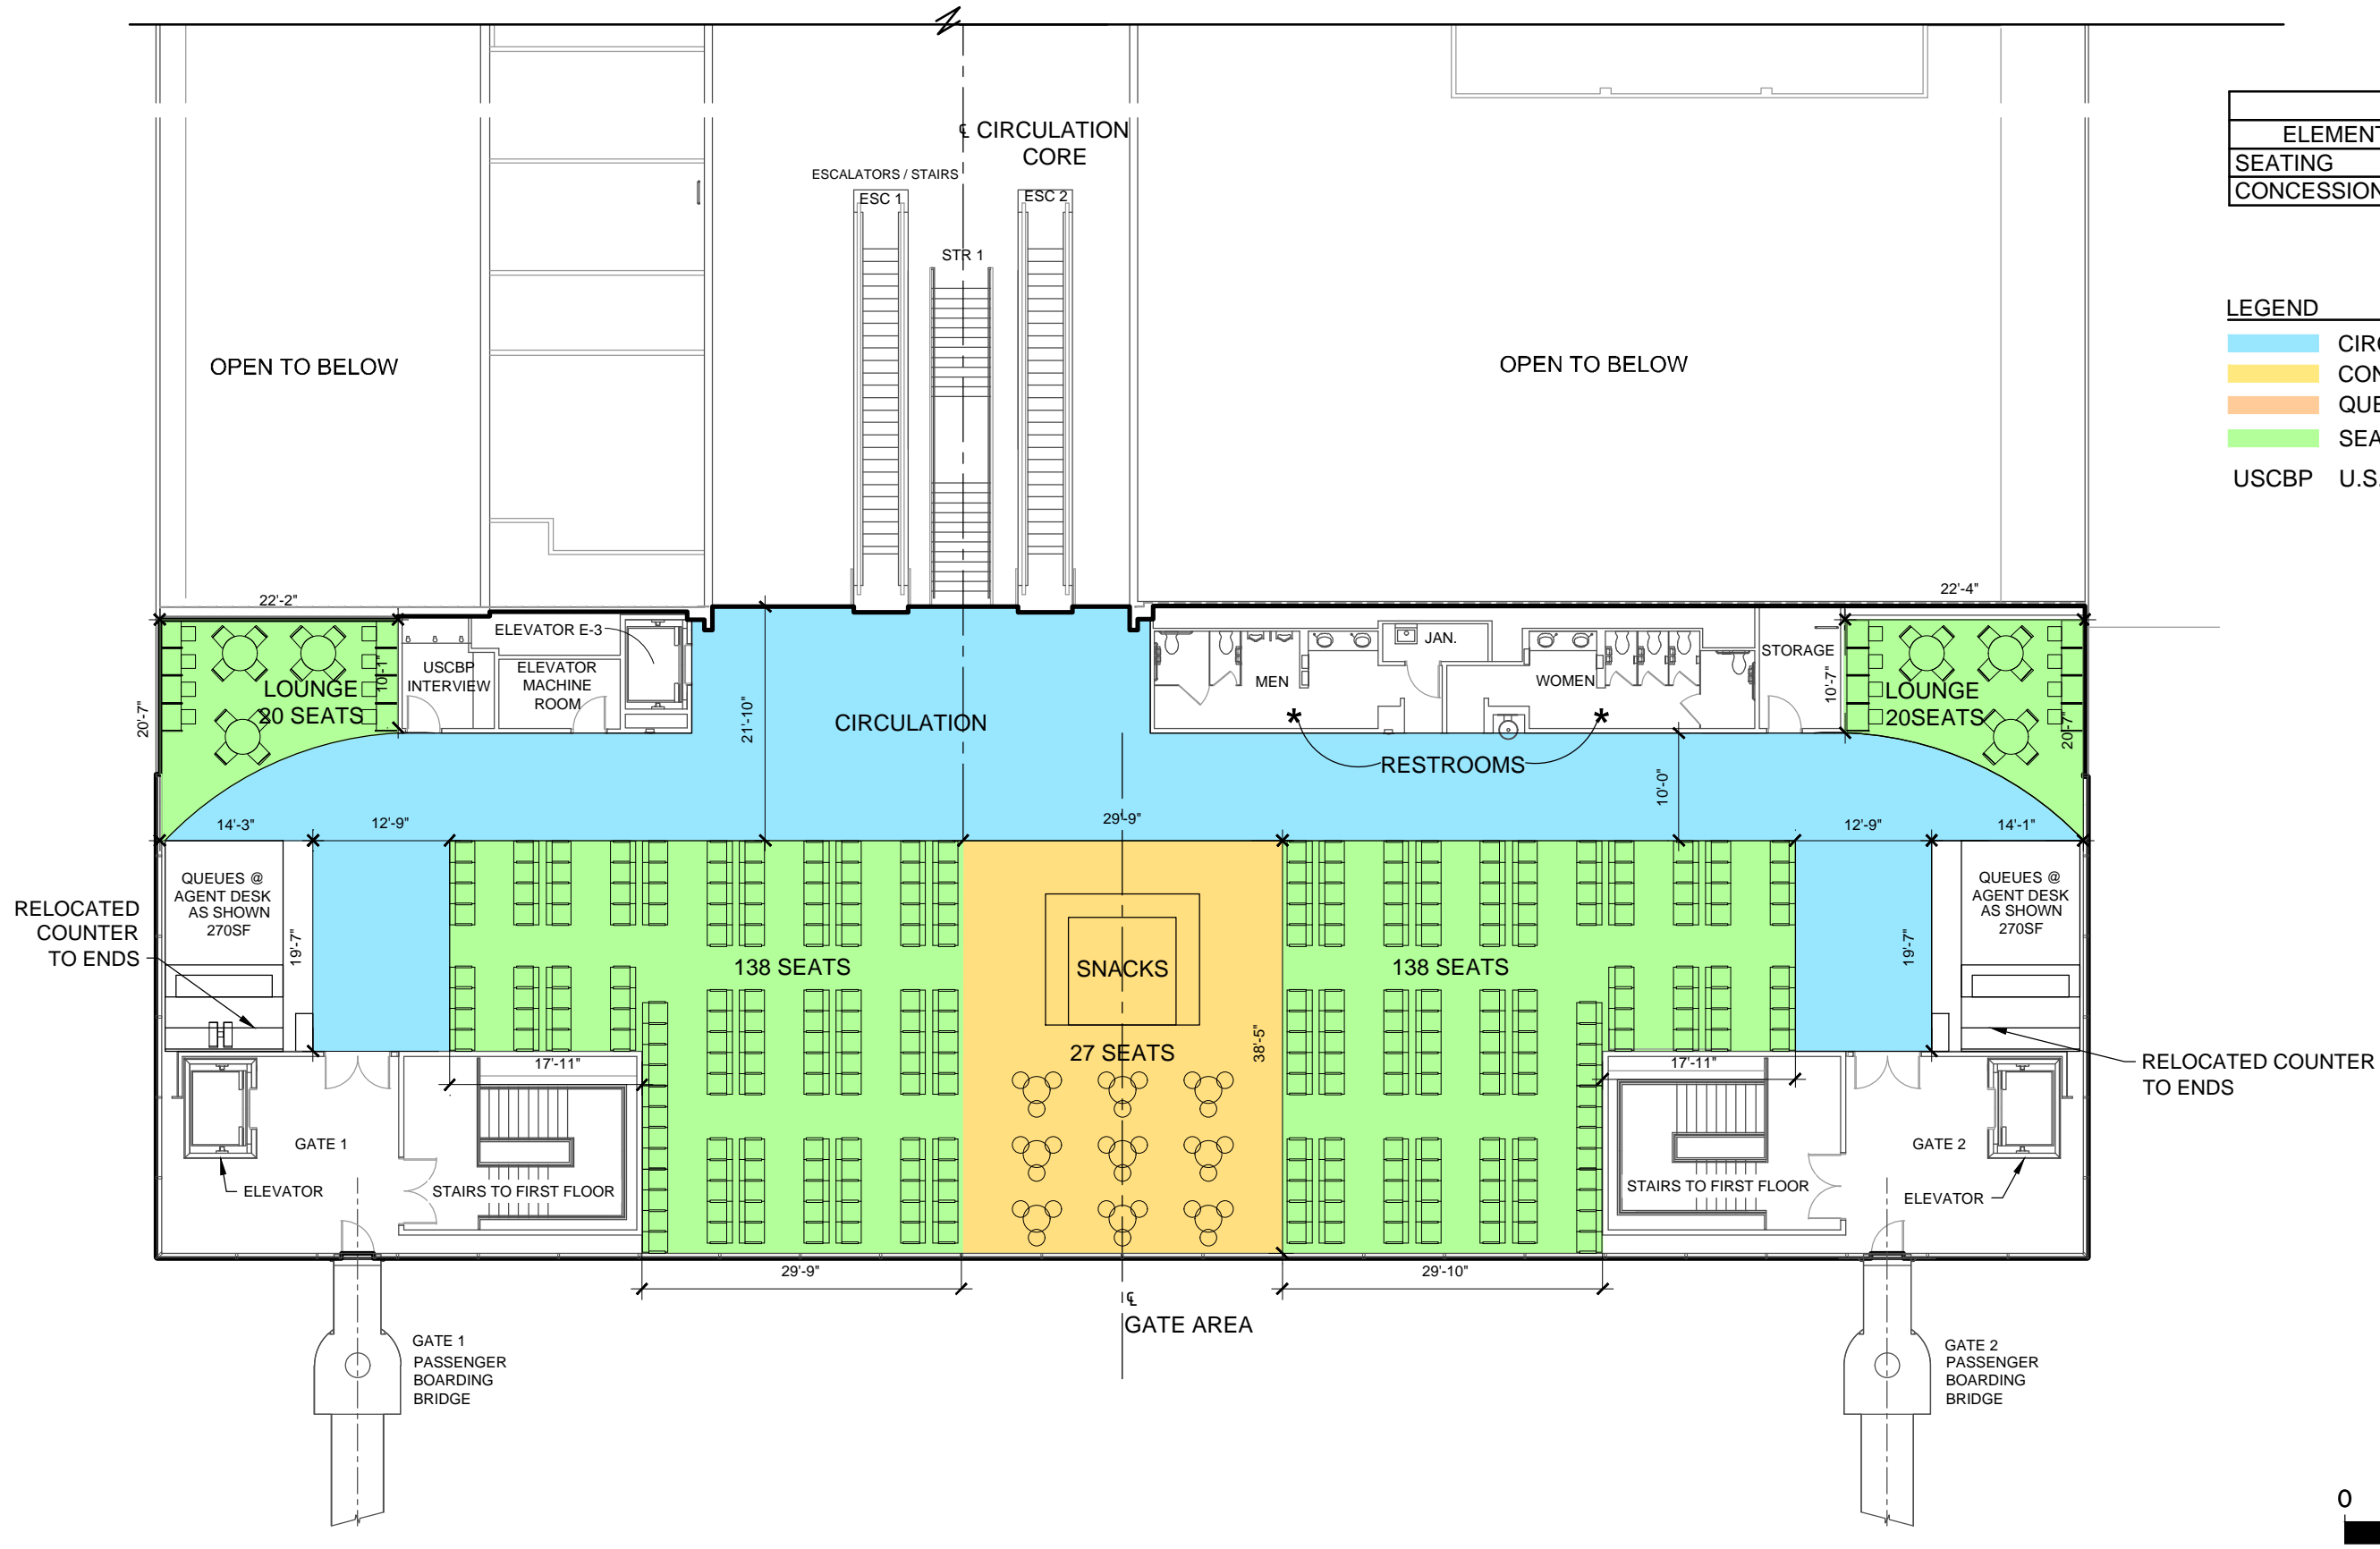 ℄ CIRCULATION
CORE
ESCALATORS / STAIRS
ESC 1
ESC 2
STR 1
OPEN TO BELOW
OPEN TO BELOW
ELEMENT
SEATING
CONCESSION
LEGEND
CIRC
CON
QUE
SEA
USCBP U.S.
22'-2"
22'-4"
ELEVATOR E-3
USCBP
INTERVIEW
ELEVATOR
MACHINE
ROOM
10'-1"
LOUNGE
20 SEATS
20'-7"
21'-10"
CIRCULATION
MEN
JAN.
WOMEN
STORAGE
10'-7"
LOUNGE
20SEATS
20'-7"
*
*
RESTROOMS
10'-0"
14'-3"
12'-9"
29'-9"
12'-9"
14'-1"
QUEUES @
AGENT DESK
AS SHOWN
270SF
QUEUES @
AGENT DESK
AS SHOWN
270SF
RELOCATED
COUNTER
TO ENDS
19'-7"
19'-7"
138 SEATS
SNACKS
138 SEATS
27 SEATS
38'-5"
17'-11"
17'-11"
RELOCATED COUNTER
TO ENDS
GATE 1
GATE 2
ELEVATOR
STAIRS TO FIRST FLOOR
STAIRS TO FIRST FLOOR
ELEVATOR
29'-9"
29'-10"
℄
GATE AREA
GATE 1
PASSENGER
BOARDING
BRIDGE
GATE 2
PASSENGER
BOARDING
BRIDGE
0